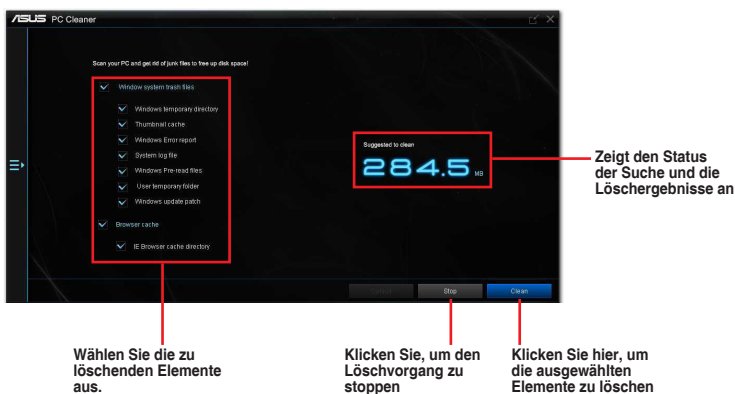 ASUS PC Cleaner
Scan your PC and get rid of junk files to free up disk space!
Window system trash files
Windows temporary directory
Thumbnail cache
Windows Error report
System log file
Windows Pre-read files
User temporary folder
Windows update patch
Browser cache
IE Browser cache directory
Suggested to clean
284.5 MB
Stop
Clean
Zeigt den Status
der Suche und die
Löschergebnisse an
Wählen Sie die zu
löschenden Elemente
aus.
Klicken Sie, um den
Löschvorgang zu
stoppen
Klicken Sie hier, um
die ausgewählten
Elemente zu löschen